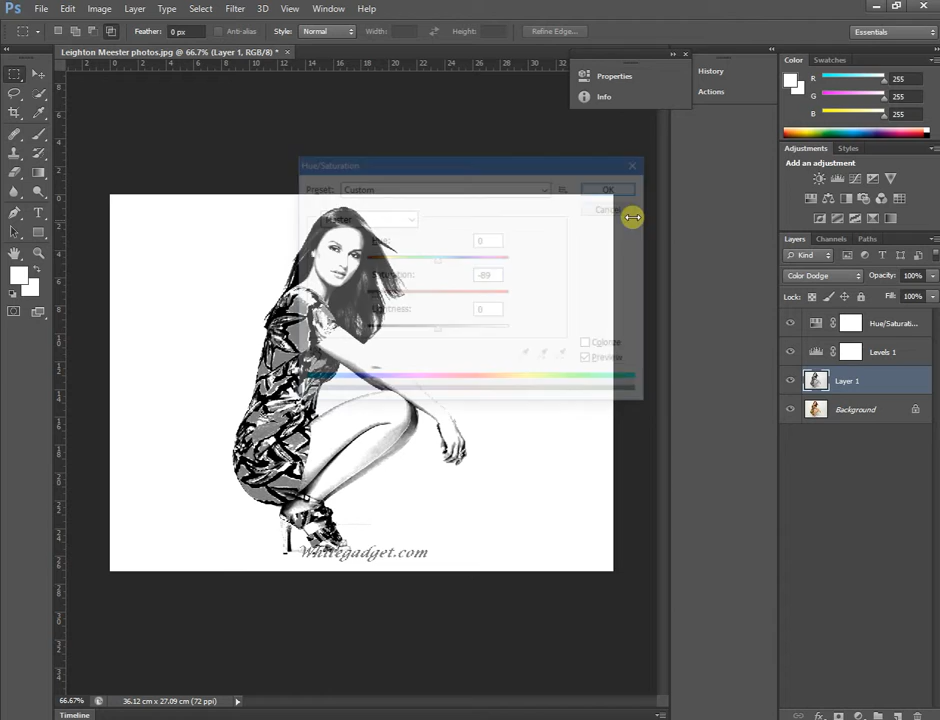 Ps File Edit Image Layer Type Select Filter 3D View Window Help
Feather: 0 px Anti-alias Style: Normal Width: Height: Refine Edge... Essentials
Leighton Meester photos.jpg @ 66.7% (Layer 1, RGB/8) * ×
Properties
Info
History
Actions
Color Swatches
R 255
G 255
B 255
Adjustments Styles
Add an adjustment
Hue/Saturation
Preset: Custom OK
Cancel
Master
Hue: 0
Saturation: -89
Lightness: 0
Colorize
Preview
Layers Channels Paths
Kind
Color Dodge Opacity: 100%
Lock: Fill: 100%
Hue/Saturati...
Levels 1
Layer 1
Background
Whitegadget.com
66.67% 36.12 cm x 27.09 cm (72 ppi)
Timeline